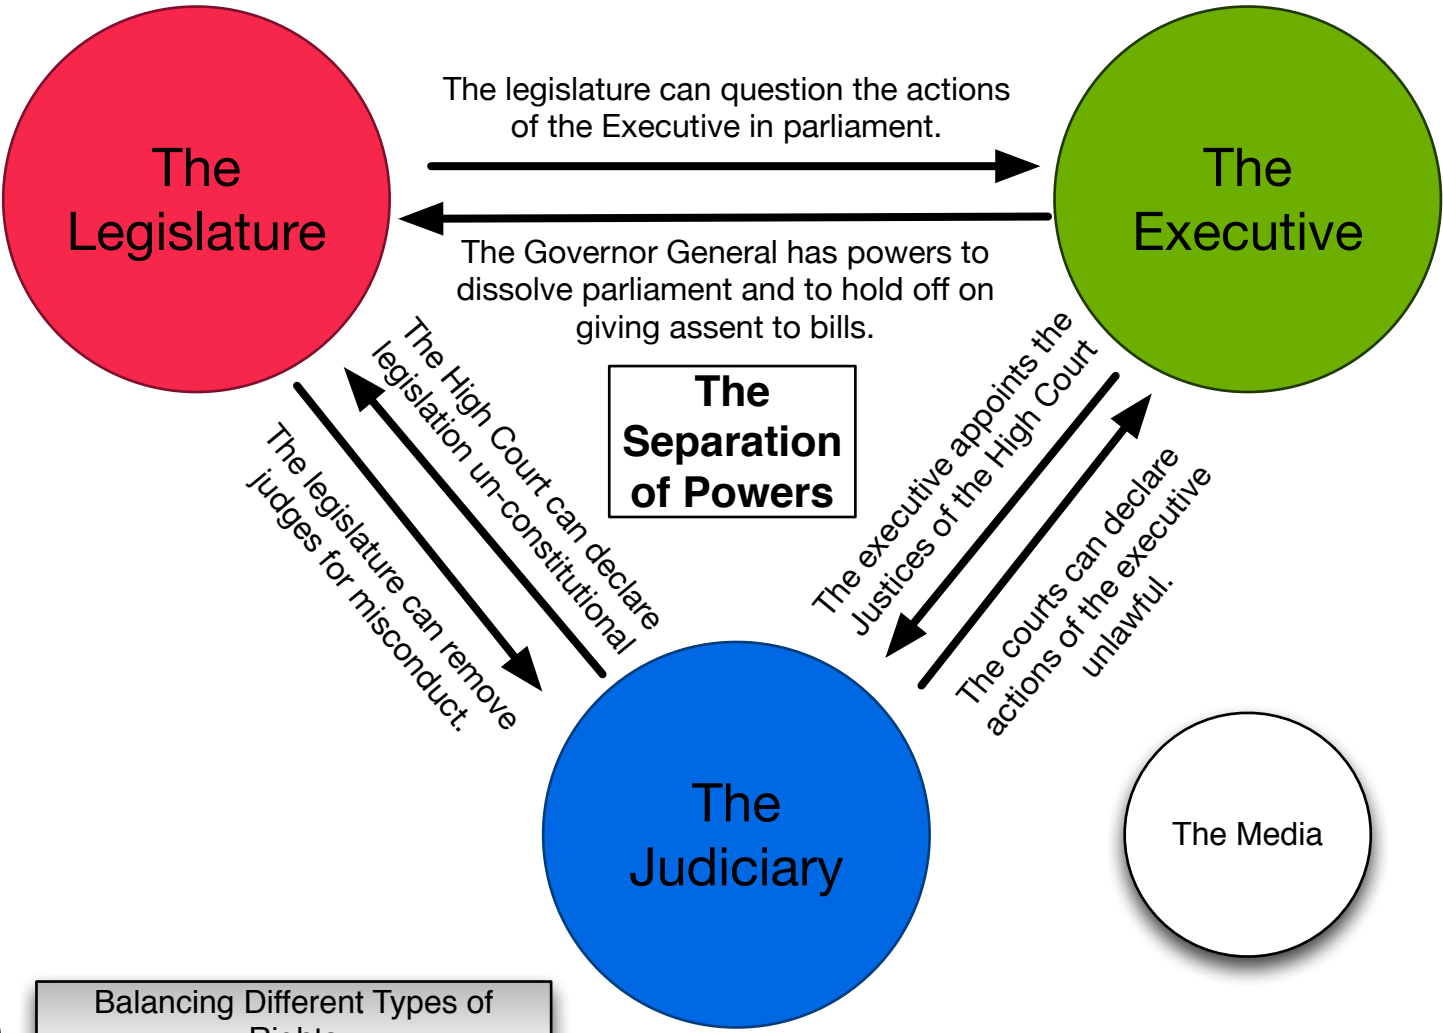 The legislature can question the actions
of the Executive in parliament.
The
Legislature
The
Executive
The Governor General has powers to
dissolve parliament and to hold off on
giving assent to bills.
The
Separation
of Powers
The High Court can declare
legislation un-constitutional
The legislature can remove
judges for misconduct.
The executive appoints the
Justices of the High Court
The courts can declare
actions of the executive
unlawful.
The
Judiciary
The Media
Balancing Different Types of
Rights